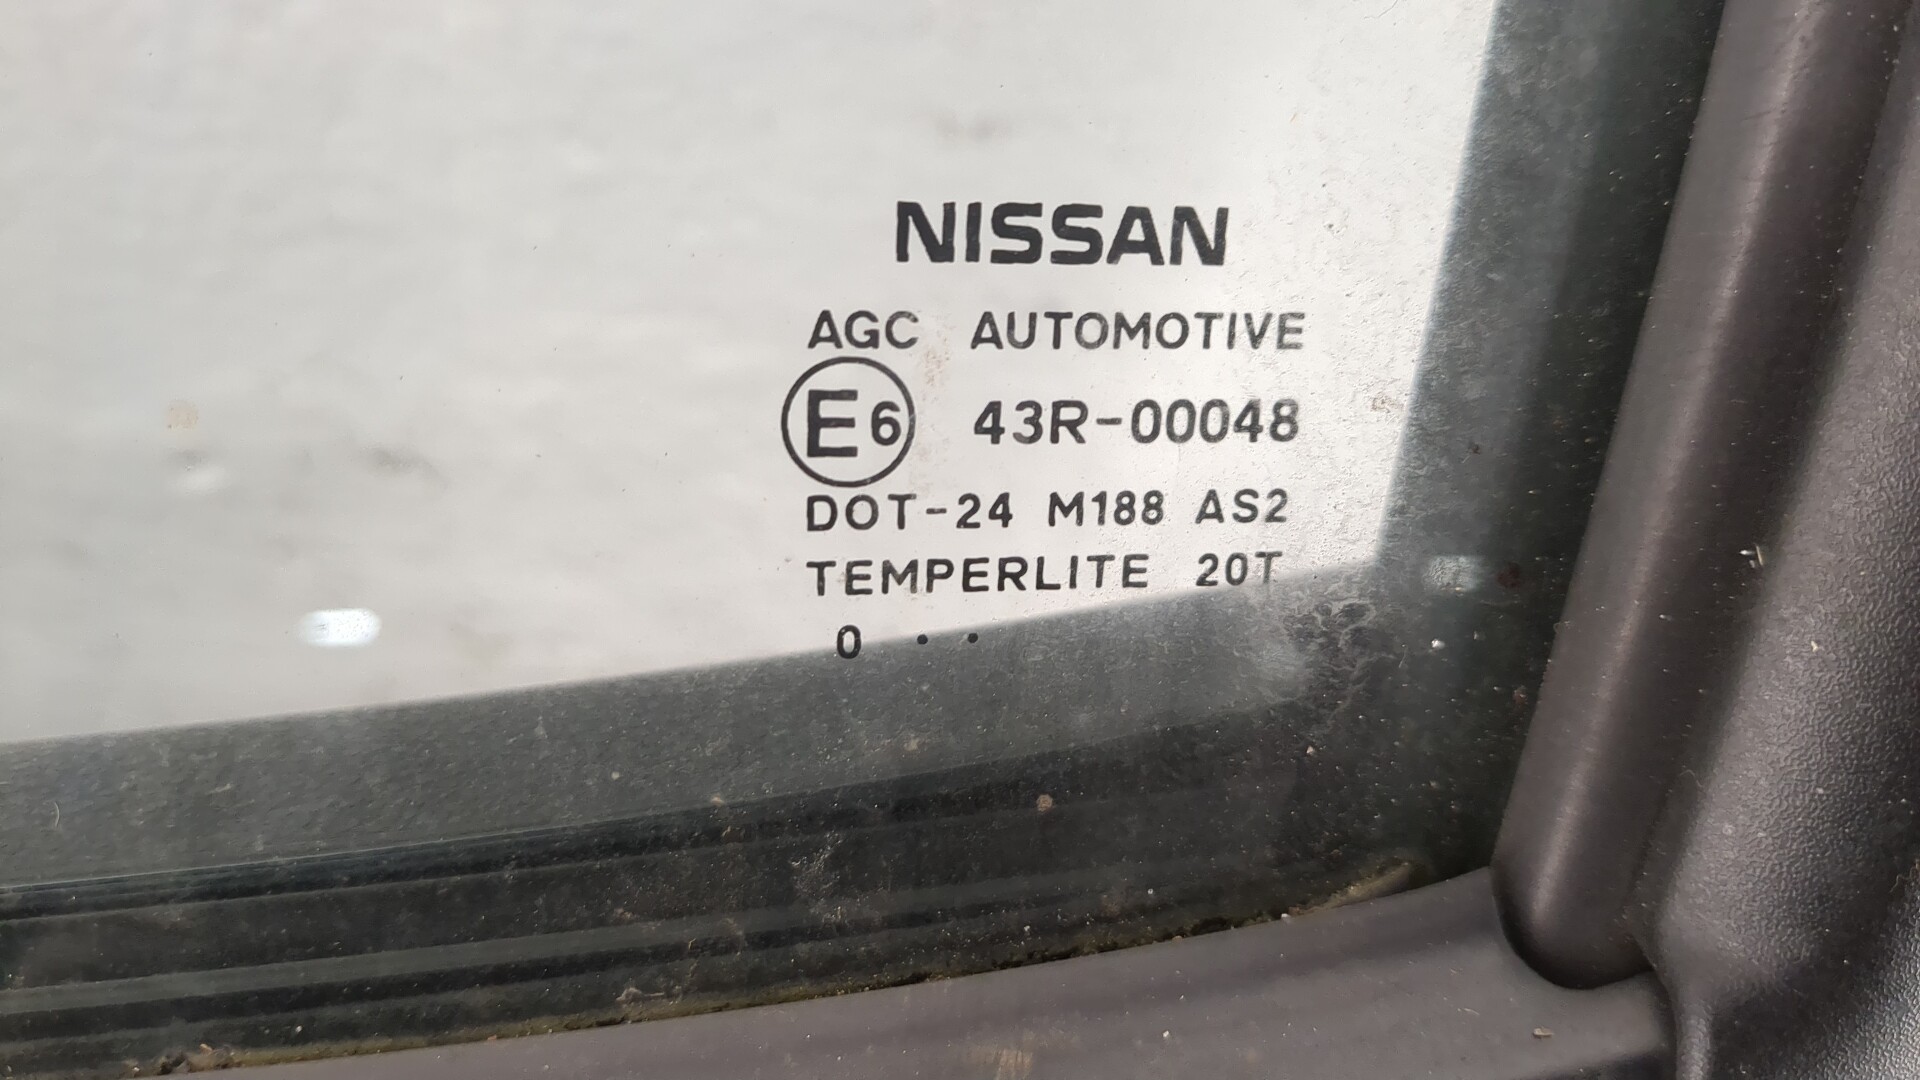 NISSAN
AGC AUTOMOTIVE
E6 43R-00048
DOT-24 M188 AS2
TEMPERLITE 20T
0 ••